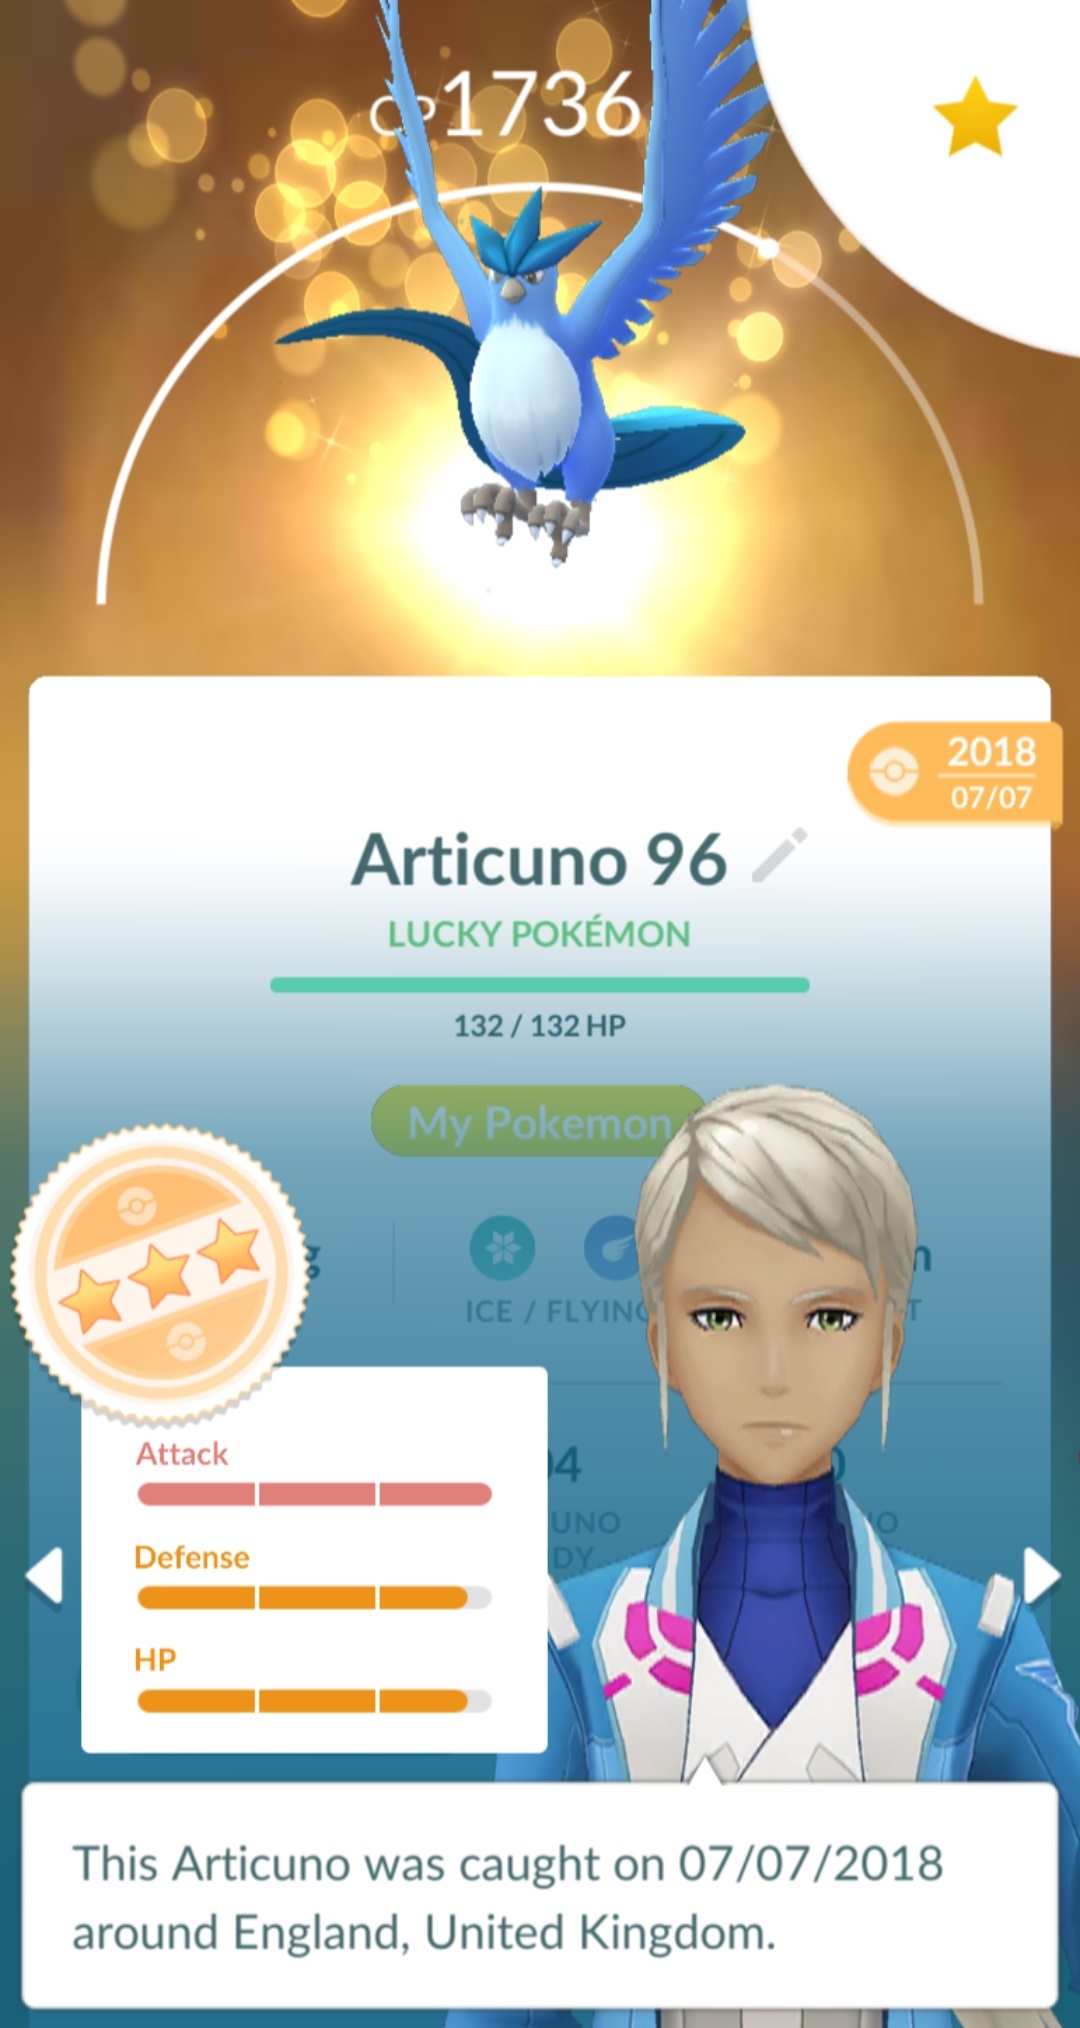 CP1736
2018
07/07
Articuno 96
LUCKY POKÉMON
132 / 132 HP
My Pokemon
ICE / FLYING
Attack
Defense
HP
This Articuno was caught on 07/07/2018
around England, United Kingdom.